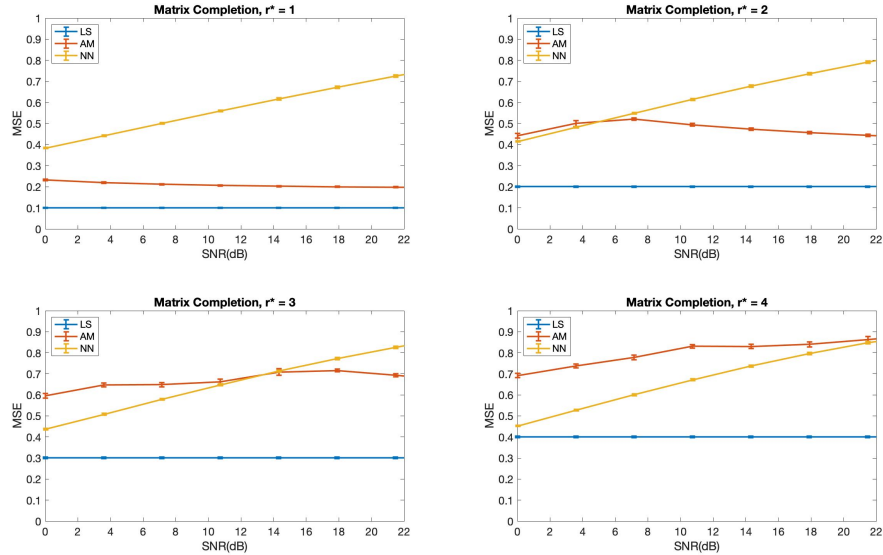 Matrix Completion, r* = 1
1
0.9
0.8
0.7
0.6
0.5
0.4
0.3
0.2
0.1
0
MSE
LS
AM
NN
0 2 4 6 8 10 12 14 16 18 20 22
SNR(dB)
Matrix Completion, r* = 2
1
0.9
0.8
0.7
0.6
0.5
0.4
0.3
0.2
0.1
0
MSE
LS
AM
NN
0 2 4 6 8 10 12 14 16 18 20 22
SNR(dB)
Matrix Completion, r* = 3
1
0.9
0.8
0.7
0.6
0.5
0.4
0.3
0.2
0.1
0
MSE
LS
AM
NN
0 2 4 6 8 10 12 14 16 18 20 22
SNR(dB)
Matrix Completion, r* = 4
1
0.9
0.8
0.7
0.6
0.5
0.4
0.3
0.2
0.1
0
MSE
LS
AM
NN
0 2 4 6 8 10 12 14 16 18 20 22
SNR(dB)